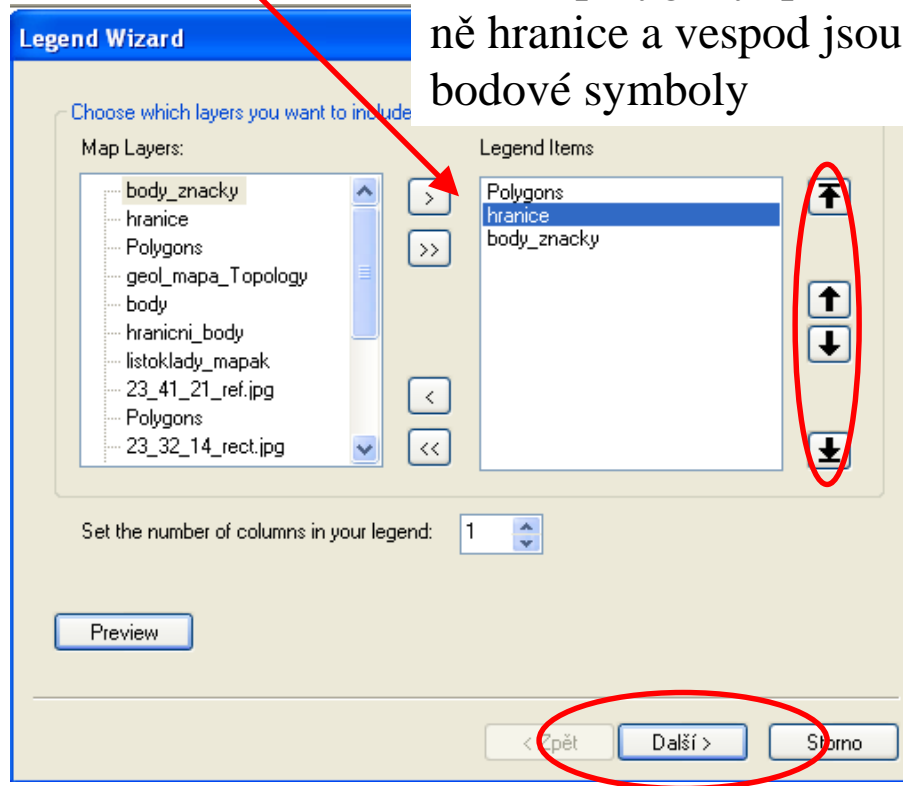 ně hranice a vespod jsou
bodové symboly
Legend Wizard
Choose which layers you want to include
Map Layers:
body_znacky
hranice
Polygons
geol_mapa_Topology
body
hranicni_body
listoklady_mapak
23_41_21_ref.jpg
Polygons
23_32_14_rect.jpg
>
>>
<
<<
Legend Items
Polygons
hranice
body_znacky
Set the number of columns in your legend: 1
Preview
< Zpět
Další >
Storno